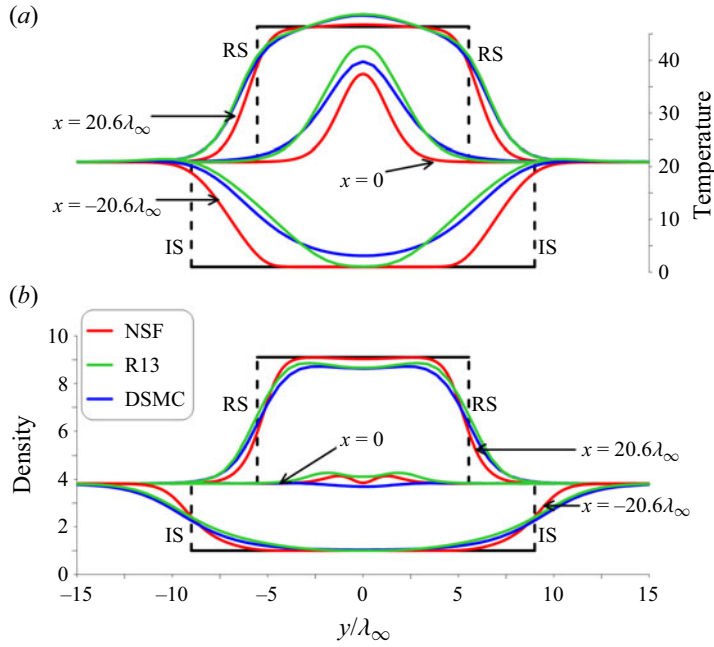 (a)
RS
RS
40
x = 20.6λ∞
30
Temperature
x = 0
20
x = –20.6λ∞
10
IS
IS
0
(b)
10
NSF
R13
DSMC
8
RS
RS
x = 0
x = 20.6λ∞
6
Density
4
x = –20.6λ∞
2
IS
IS
0
–15
–10
–5
0
5
10
15
y/λ∞